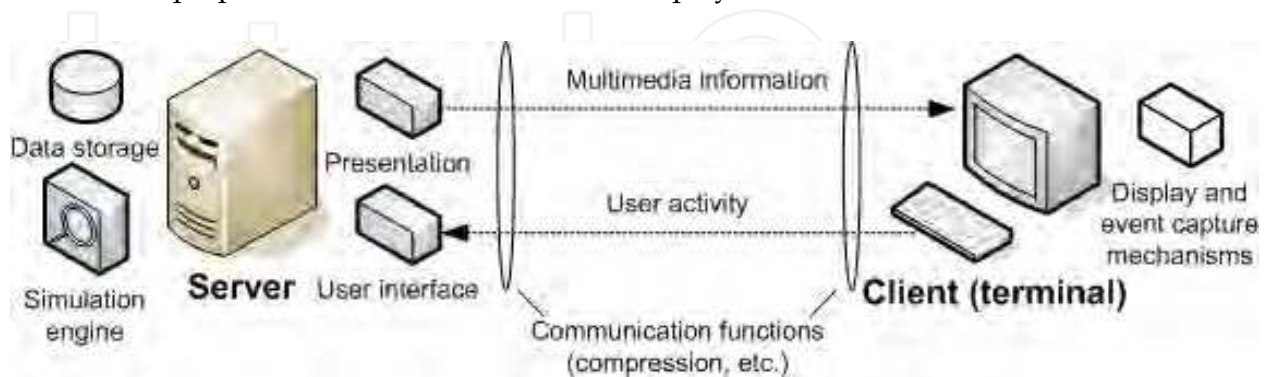 Multimedia information
Data storage
Presentation
User activity
Display and
event capture
mechanisms
Simulation
engine
Server
User interface
Client (terminal)
Communication functions
(compression, etc.)